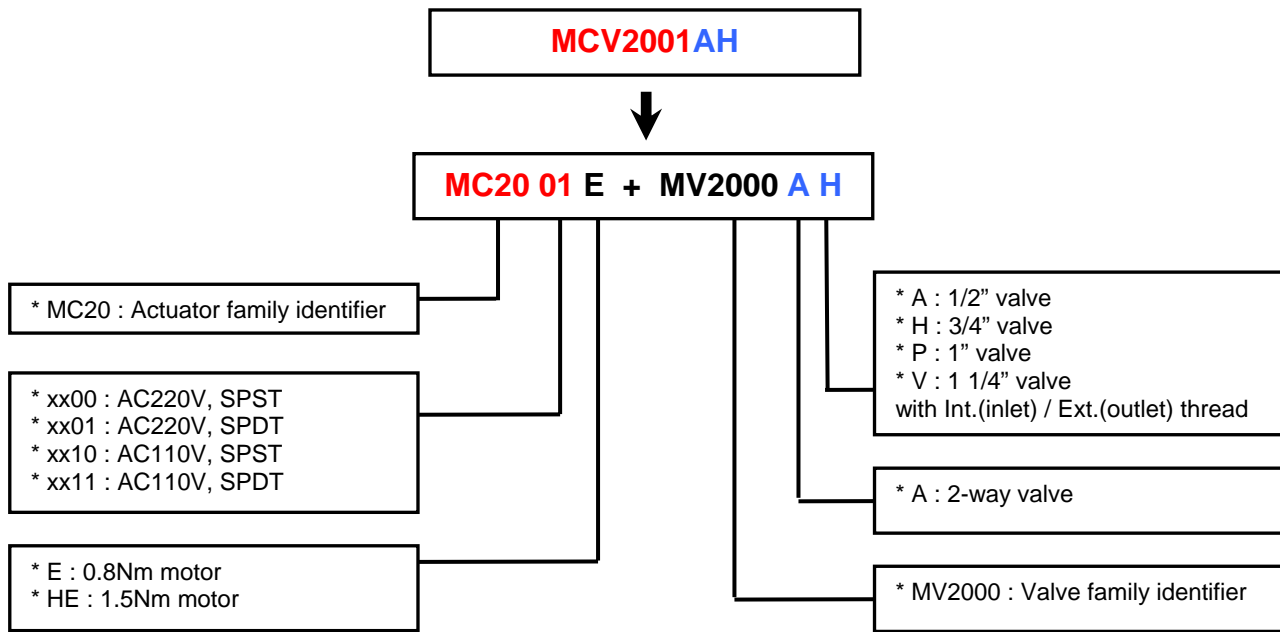 MCV2001AH
MC20 01 E + MV2000 A H
* MC20 : Actuator family identifier
* xx00 : AC220V, SPST
* xx01 : AC220V, SPDT
* xx10 : AC110V, SPST
* xx11 : AC110V, SPDT
* E : 0.8Nm motor
* HE : 1.5Nm motor
* A : 1/2” valve
* H : 3/4” valve
* P : 1” valve
* V : 1 1/4” valve
with Int.(inlet) / Ext.(outlet) thread
* A : 2-way valve
* MV2000 : Valve family identifier